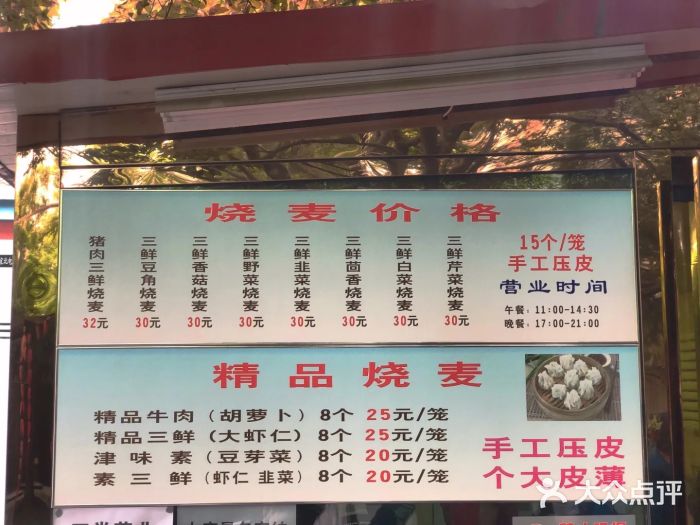 烧麦价格
猪肉三鲜烧麦 32元
三鲜豆角烧麦 30元
三鲜香菇烧麦 30元
三鲜野菜烧麦 30元
三鲜韭菜烧麦 30元
三鲜茴香烧麦 30元
三鲜白菜烧麦 30元
三鲜芹菜烧麦 30元
15个/笼
手工压皮
营业时间
午餐：11:00-14:30
晚餐：17:00-21:00
精品烧麦
精品牛肉（胡萝卜）8个 25元/笼
精品三鲜（大虾仁）8个 25元/笼
津味素（豆芽菜）8个 20元/笼
素三鲜（虾仁 韭菜）8个 20元/笼
手工压皮
个大皮薄
大众点评